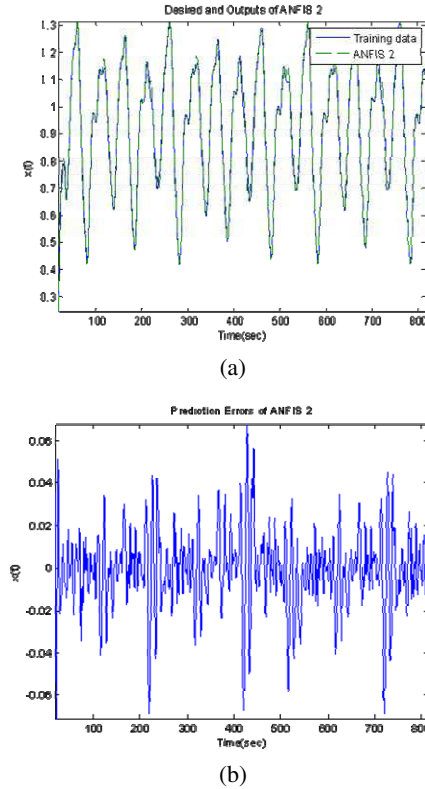 Desired and Outputs of ANFIS 2
1.3
1.2
1.1
1
0.9
0.8
0.7
0.6
0.5
0.4
0.3
x(t)
Training data
ANFIS 2
100 200 300 400 500 600 700 800
Time(sec)
(a)
Prediction Errors of ANFIS 2
0.06
0.04
0.02
0
-0.02
-0.04
-0.06
x(t)
100 200 300 400 500 600 700 800
Time(sec)
(b)